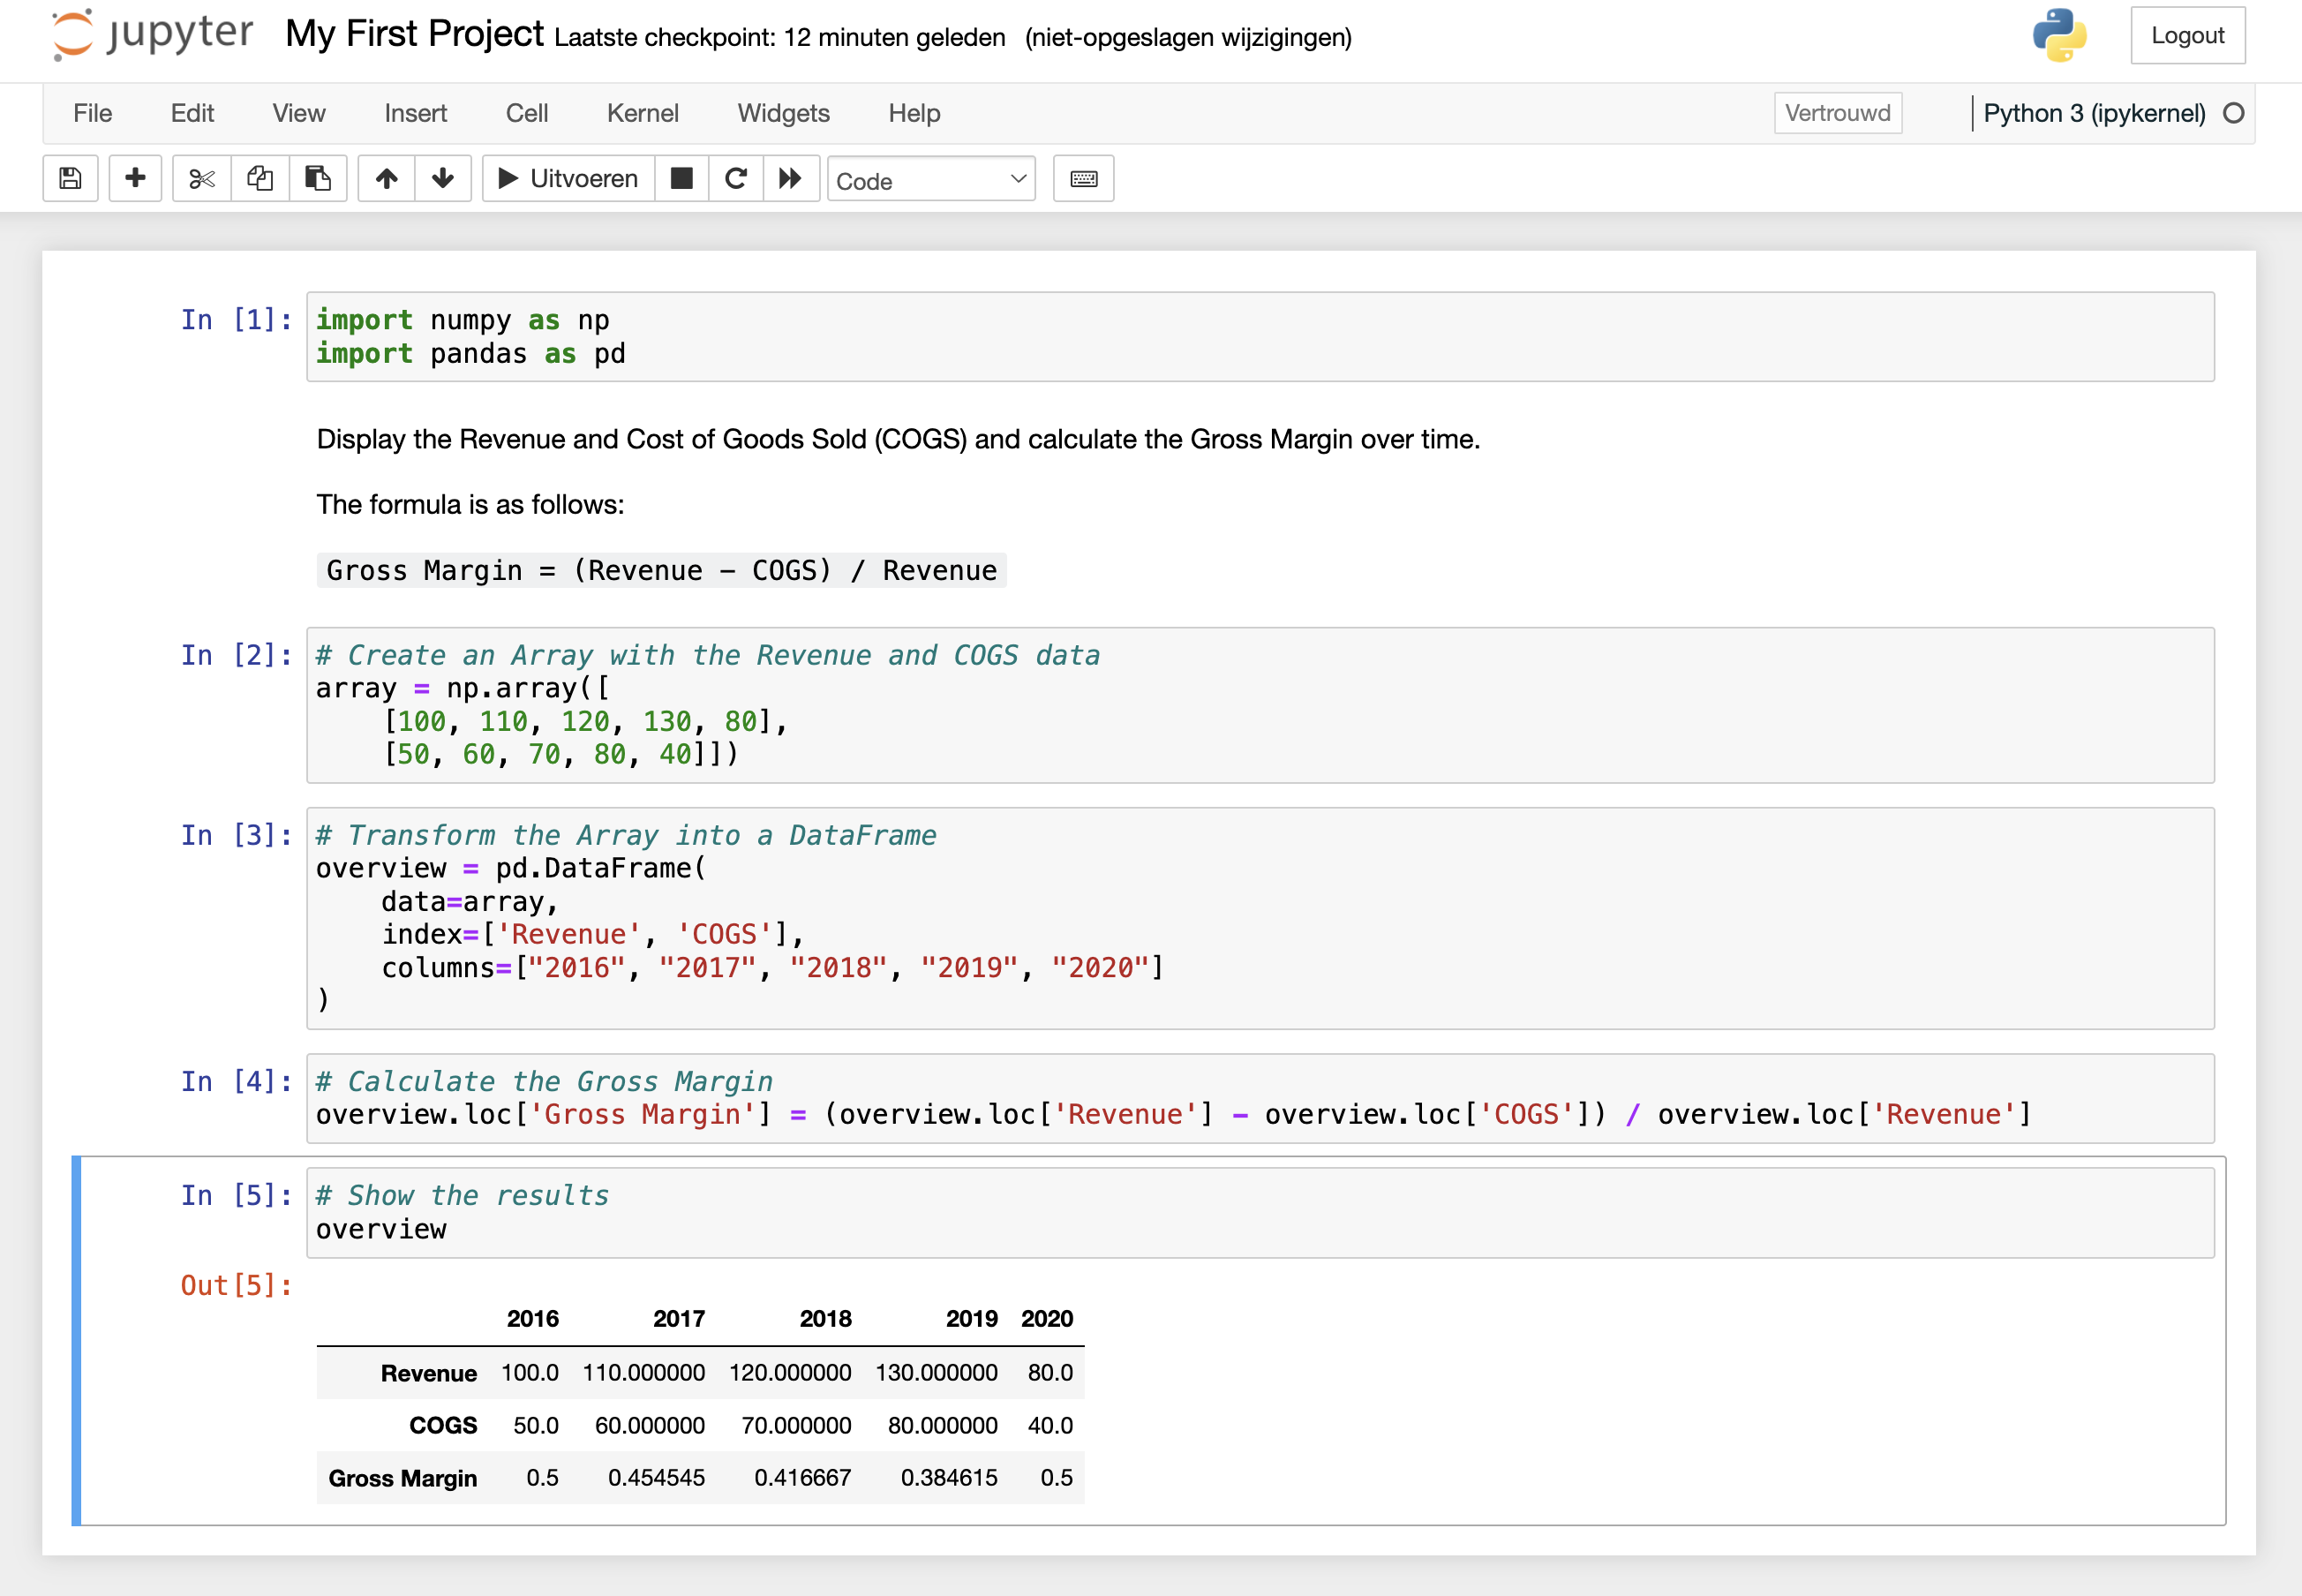 jupyter My First Project Laatste checkpoint: 12 minuten geleden (niet-opgeslagen wijzigingen) Logout
File Edit View Insert Cell Kernel Widgets Help Vertrouwd Python 3 (ipykernel)
Uitvoeren Code
In [1]: import numpy as np
import pandas as pd
Display the Revenue and Cost of Goods Sold (COGS) and calculate the Gross Margin over time.
The formula is as follows:
Gross Margin = (Revenue - COGS) / Revenue
In [2]: # Create an Array with the Revenue and COGS data
array = np.array([
    [100, 110, 120, 130, 80],
    [50, 60, 70, 80, 40]])
In [3]: # Transform the Array into a DataFrame
overview = pd.DataFrame(
    data=array,
    index=['Revenue', 'COGS'],
    columns=["2016", "2017", "2018", "2019", "2020"]
)
In [4]: # Calculate the Gross Margin
overview.loc['Gross Margin'] = (overview.loc['Revenue'] - overview.loc['COGS']) / overview.loc['Revenue']
In [5]: # Show the results
overview
Out[5]:
2016 2017 2018 2019 2020
Revenue 100.0 110.000000 120.000000 130.000000 80.0
COGS 50.0 60.000000 70.000000 80.000000 40.0
Gross Margin 0.5 0.454545 0.416667 0.384615 0.5